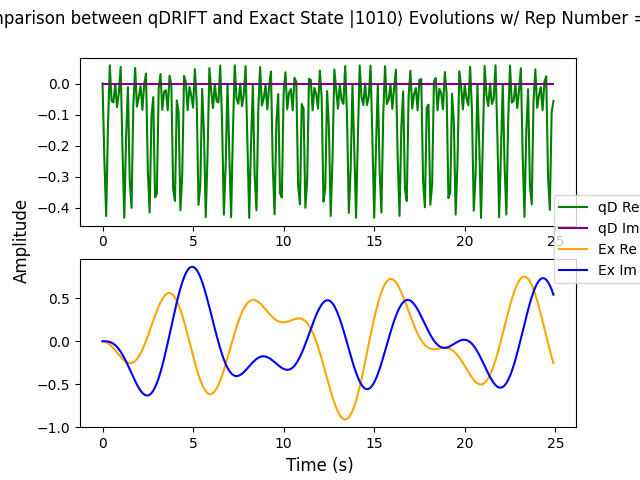 parison between qDRIFT and Exact State |1010⟩ Evolutions w/ Rep Number =
0.0
−0.1
−0.2
−0.3
−0.4
0 5 10 15 20 25
qD Re
qD Im
Ex Re
Ex Im
Amplitude
0.5
0.0
−0.5
−1.0
0 5 10 15 20 25
Time (s)